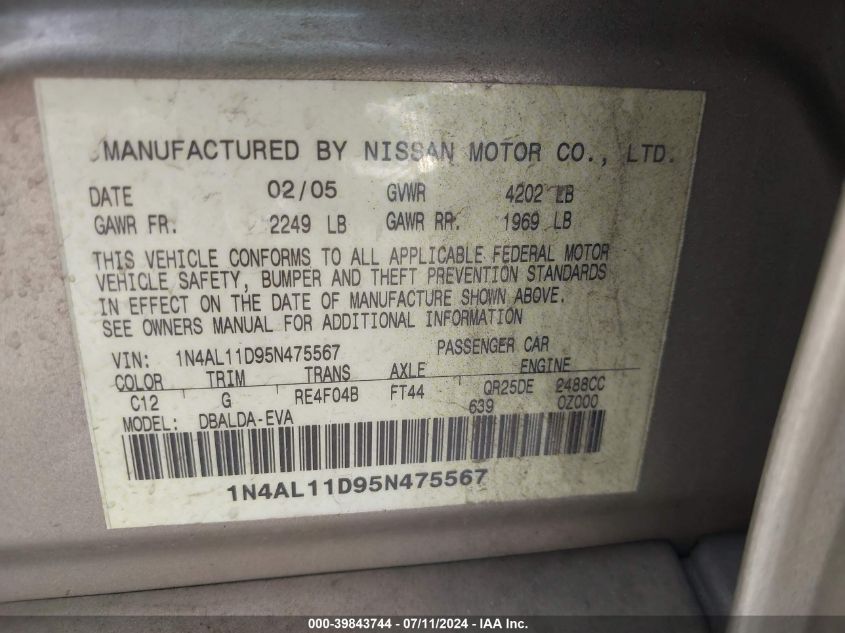 MANUFACTURED BY NISSAN MOTOR CO., LTD.
DATE 02/05 GVWR 4202 LB
GAWR FR. 2249 LB GAWR RR. 1969 LB
THIS VEHICLE CONFORMS TO ALL APPLICABLE FEDERAL MOTOR
VEHICLE SAFETY, BUMPER AND THEFT PREVENTION STANDARDS
IN EFFECT ON THE DATE OF MANUFACTURE SHOWN ABOVE.
SEE OWNERS MANUAL FOR ADDITIONAL INFORMATION
VIN: 1N4AL11D95N475567 PASSENGER CAR
COLOR TRIM TRANS AXLE ENGINE
C12 G RE4F04B FT44 QR25DE 2488CC
MODEL: DBALDA-EVA 639 0Z000
1N4AL11D95N475567
000-39843744 / 07/11/2024 - IAA Inc.